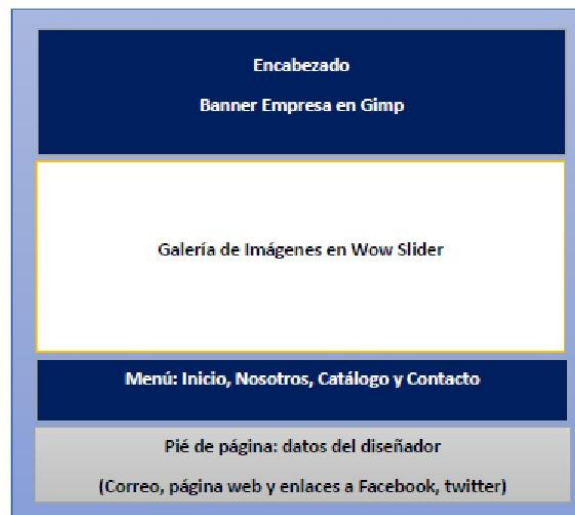 Encabezado
Banner Empresa en Gimp
Galería de Imágenes en Wow Slider
Menú: Inicio, Nosotros, Catálogo y Contacto
Pié de página: datos del diseñador
(Correo, página web y enlaces a Facebook, twitter)